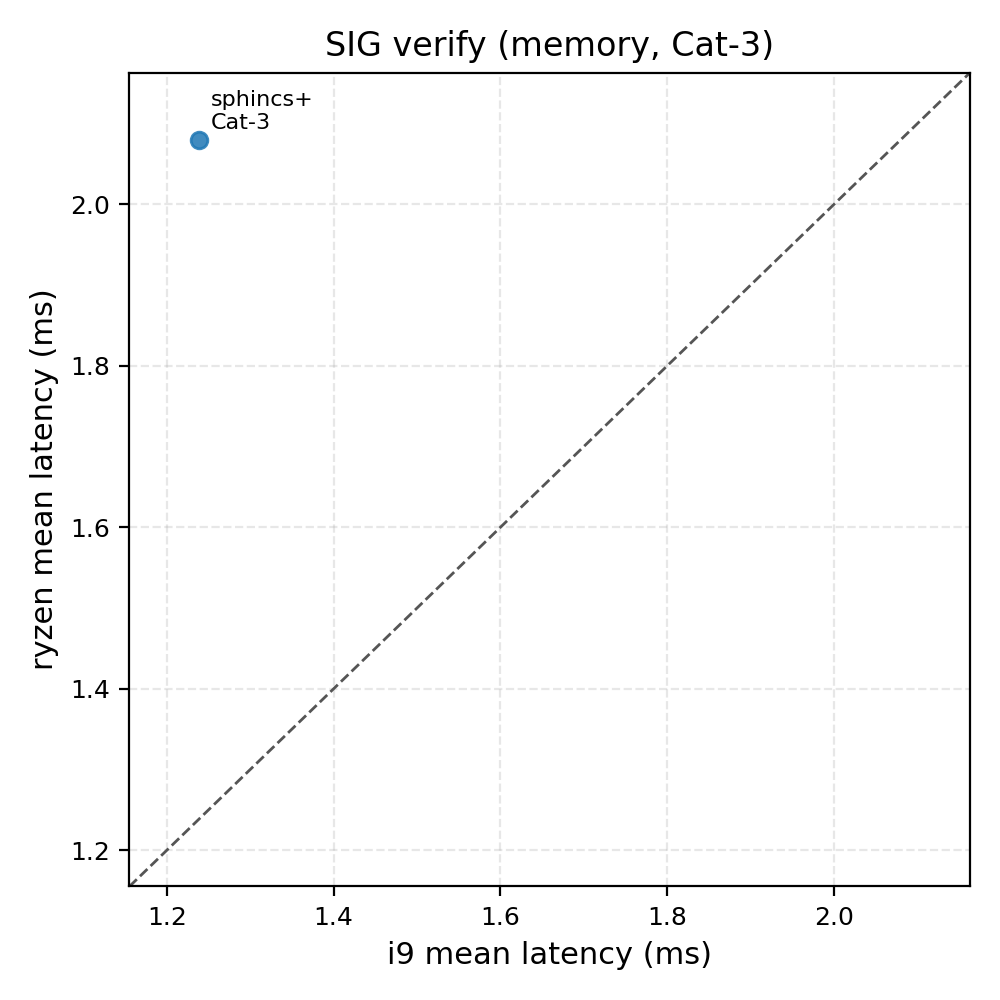 SIG verify (memory, Cat-3)
sphincs+
Cat-3
2.0
1.8
1.6
1.4
1.2
ryzen mean latency (ms)
1.2
1.4
1.6
1.8
2.0
i9 mean latency (ms)